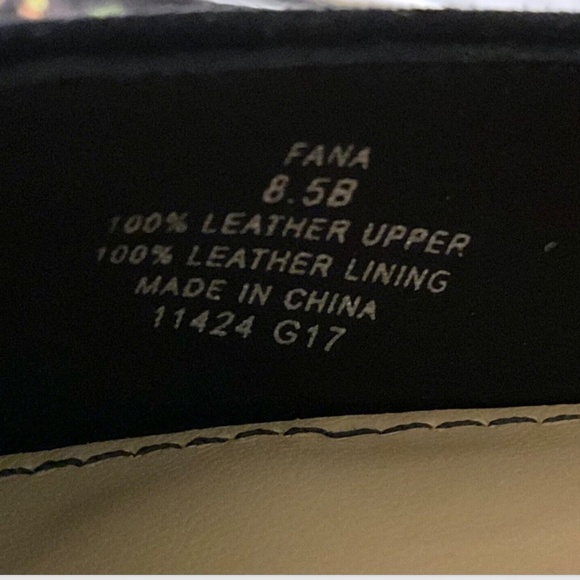 FANA
8.5B
100% LEATHER UPPER
100% LEATHER LINING
MADE IN CHINA
11424 G17